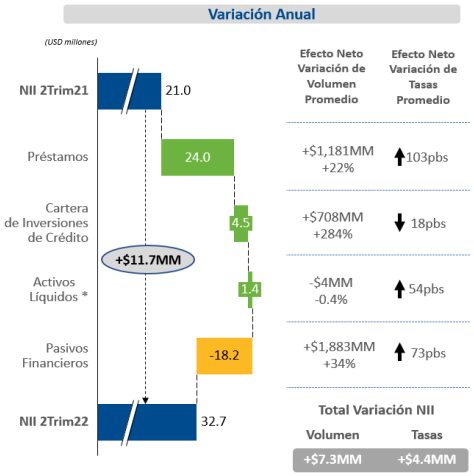 Variación Anual
(USD millones)
Efecto Neto
Variación de
Volumen
Promedio
Efecto Neto
Variación de
Tasas
Promedio
NII 2Trim21
21.0
Préstamos
24.0
+$1,181MM
+22%
103pbs
Cartera
de Inversiones
de Crédito
4.5
+$708MM
+284%
18pbs
+$11.7MM
Activos
Líquidos *
1.4
-$4MM
-0.4%
54pbs
Pasivos
Financieros
-18.2
+$1,883MM
+34%
73pbs
NII 2Trim22
32.7
Total Variación NII
Volumen
Tasas
+$7.3MM
+$4.4MM